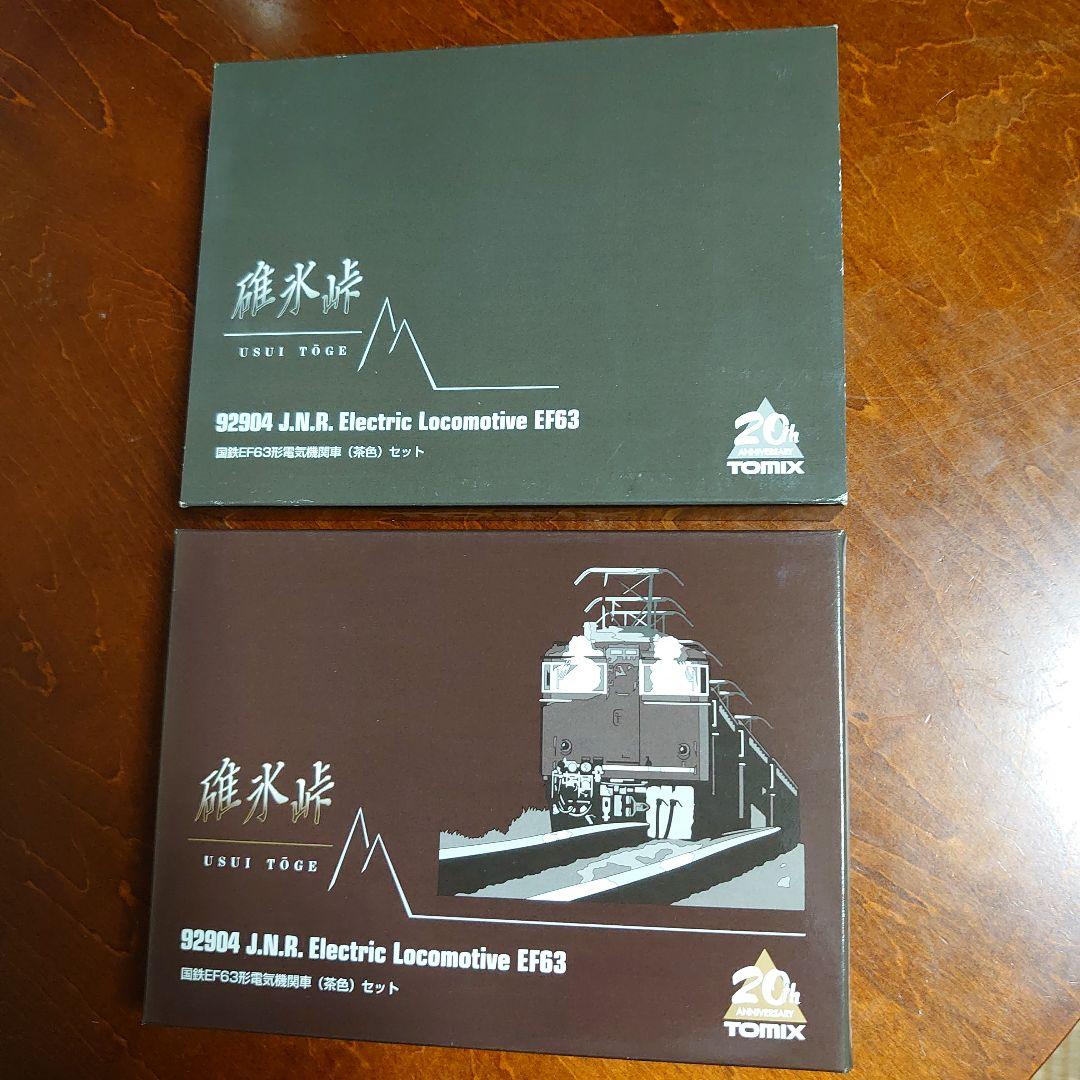 碓氷峠
USUI TŌGE
92904 J.N.R. Electric Locomotive EF63
国鉄EF63形電気機関車（茶色）セット
20th
ANNIVERSARY
TOMIX
碓氷峠
USUI TŌGE
92904 J.N.R. Electric Locomotive EF63
国鉄EF63形電気機関車（茶色）セット
20th
ANNIVERSARY
TOMIX